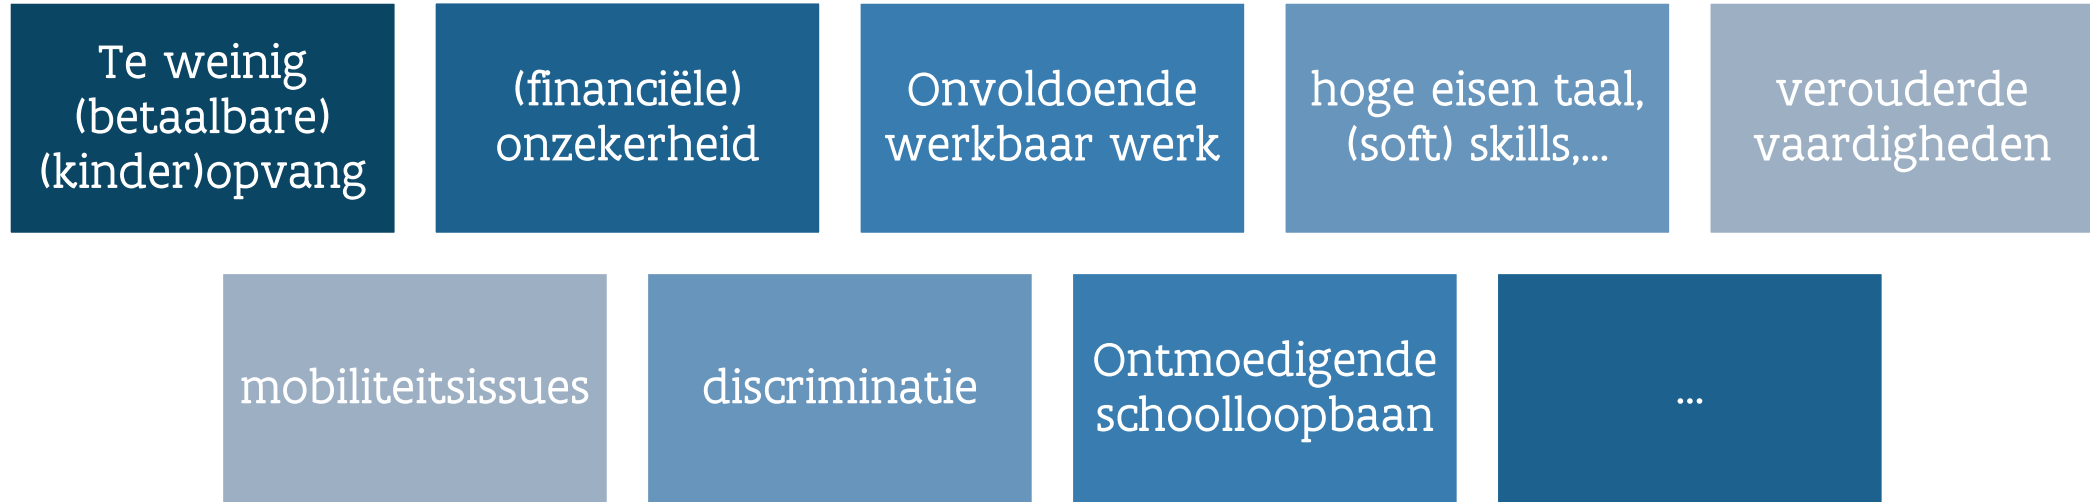 Te weinig
(betaalbare)
(kinder)opvang
(financiële)
onzekerheid
Onvoldoende
werkbaar werk
hoge eisen taal,
(soft) skills,...
verouderde
vaardigheden
mobiliteitsissues
discriminatie
Ontmoedigende
schoolloopbaan
...